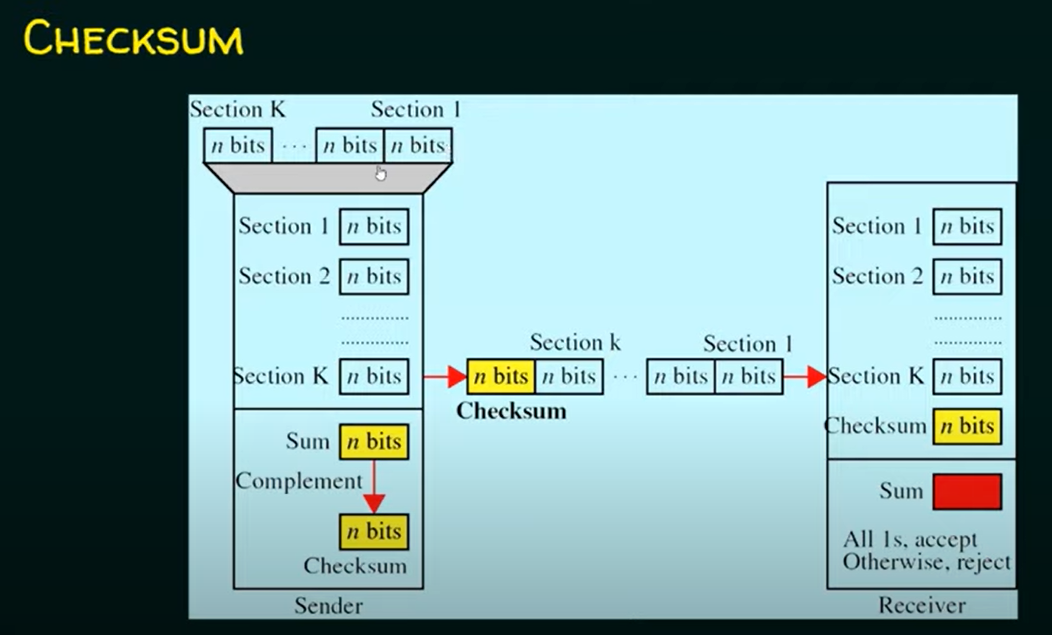 CHECKSUM
Section K Section 1
n bits ... n bits n bits
Section 1 n bits
Section 2 n bits
Section K n bits
Sum n bits
Complement
n bits
Checksum
Sender
Section k Section 1
n bits n bits ... n bits n bits
Checksum
Section 1 n bits
Section 2 n bits
Section K n bits
Checksum n bits
Sum
All 1s, accept
Otherwise, reject
Receiver